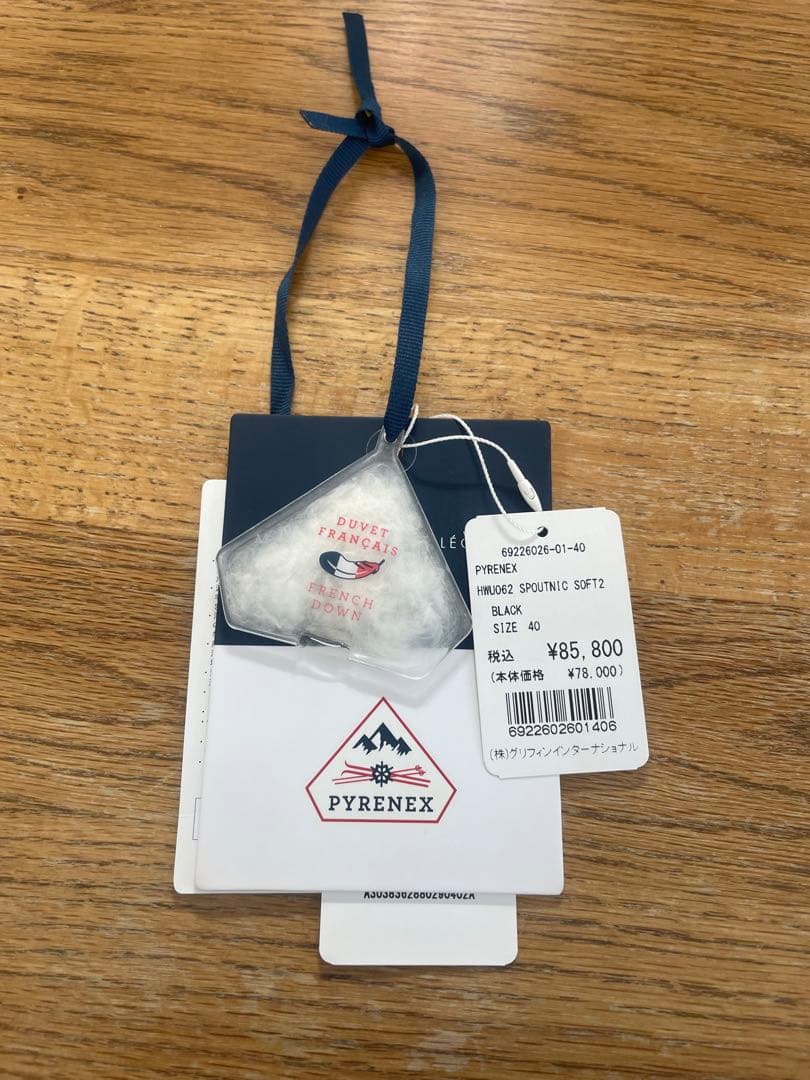 DUVET
FRANÇAIS
FRENCH
DOWN
PYRENEX
69226026-01-40
PYRENEX
HWU062 SPOUTNIC SOFT2
BLACK
SIZE 40
税込 ¥85,800
(本体価格 ¥78,000)
6922602601406
(株)グリフィンインターナショナル